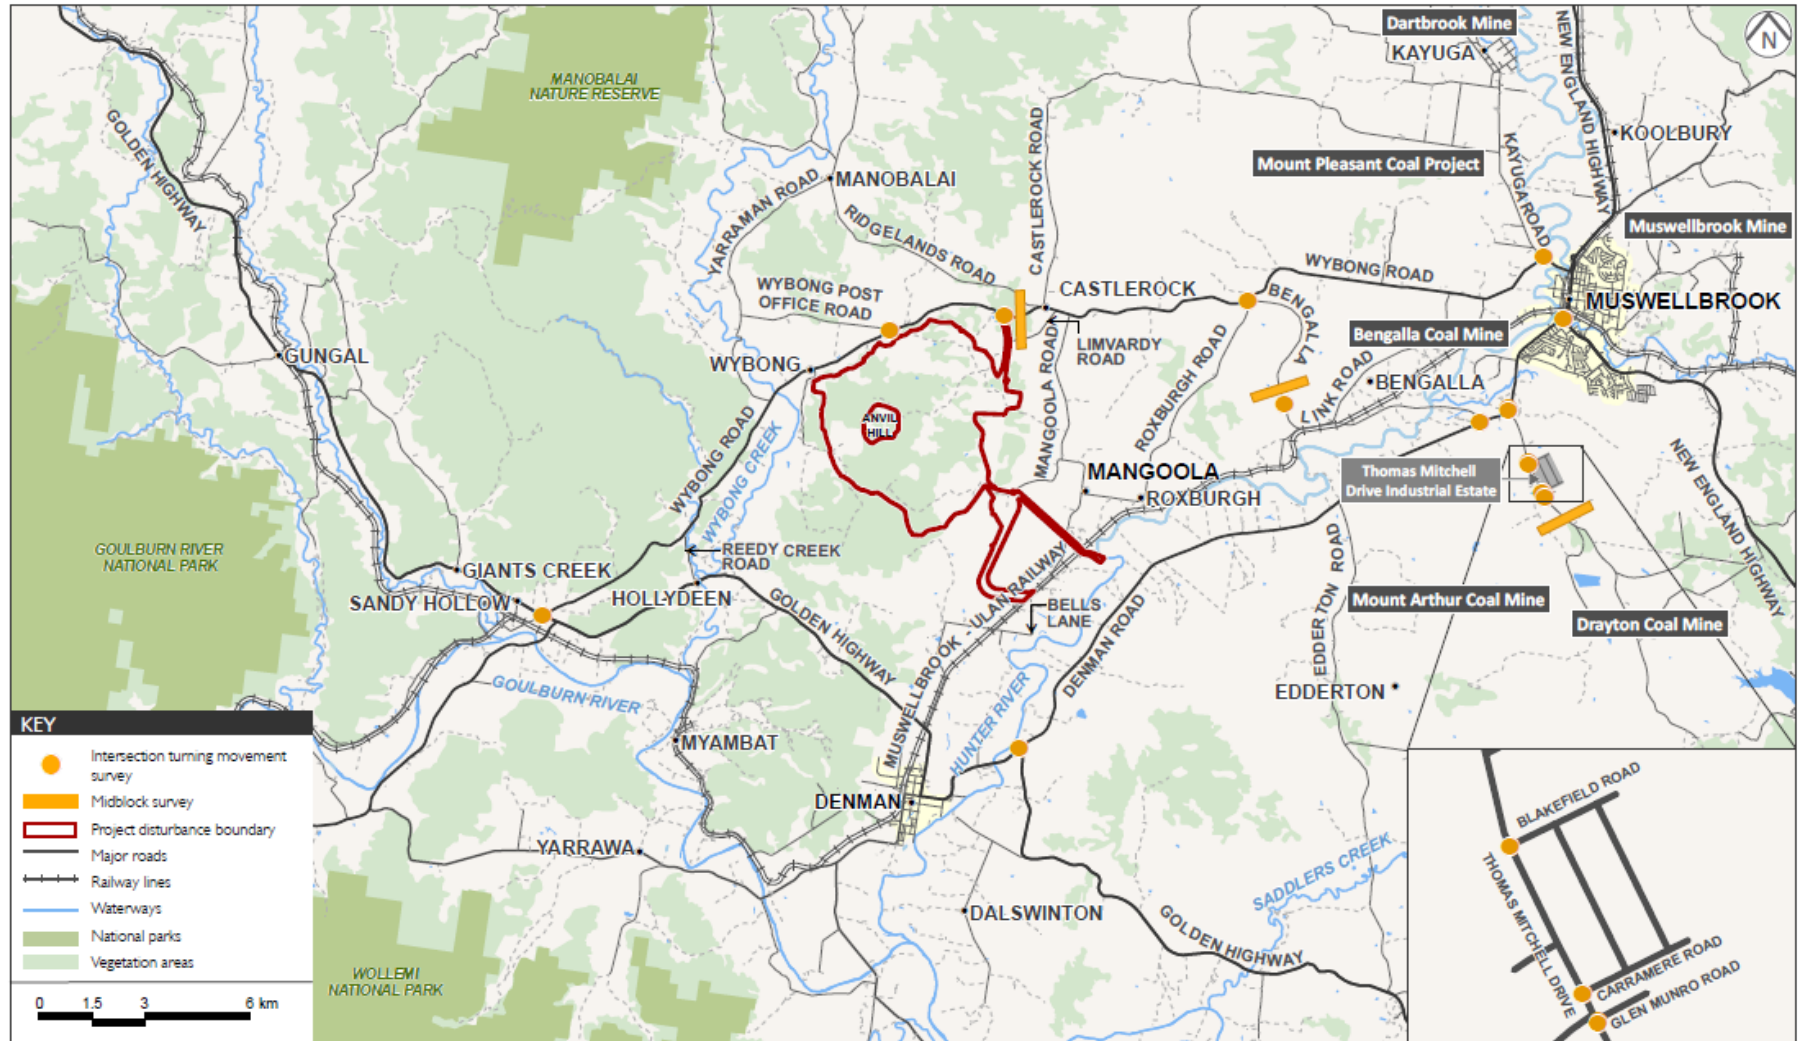 Dartbrook Mine
KAYUGA
N
NEW ENGLAND HIGHWAY
MANOBALAI
NATURE RESERVE
GOLDEN HIGHWAY
KOOLBURY
CASTLEROCK ROAD
KAYUGA ROAD
Mount Pleasant Coal Project
MANOBALAI
YARRAMAN ROAD
RIDGELANDS ROAD
Muswellbrook Mine
WYBONG ROAD
WYBONG POST
OFFICE ROAD
CASTLEROCK
BENGALLA
LINK ROAD
MUSWELLBROOK
LIMVARDY
ROAD
Bengalla Coal Mine
GUNGAL
WYBONG
MANGOOLA ROAD
ROXBURGH ROAD
BENGALLA
ANVIL
HILL
WYBONG ROAD
WYBONG CREEK
MANGOOLA
ROXBURGH
Thomas Mitchell
Drive Industrial Estate
NEW ENGLAND HIGHWAY
GOULBURN RIVER
NATIONAL PARK
REEDY CREEK
ROAD
GIANTS CREEK
SANDY HOLLOW
HOLLYDEEN
GOLDEN HIGHWAY
MUSWELLBROOK - ULAN RAILWAY
BELLS
LANE
DENMAN ROAD
EDDERTON ROAD
Mount Arthur Coal Mine
Drayton Coal Mine
GOULBURN RIVER
HUNTER RIVER
EDDERTON
MYAMBAT
DENMAN
YARRAWA
DALSWINTON
SADDLERS CREEK
GOLDEN HIGHWAY
WOLLEMI
NATIONAL PARK
KEY
Intersection turning movement
survey
Midblock survey
Project disturbance boundary
Major roads
Railway lines
Waterways
National parks
Vegetation areas
0 1.5 3 6 km
BLAKEFIELD ROAD
THOMAS MITCHELL DRIVE
CARRAMERE ROAD
GLEN MUNRO ROAD